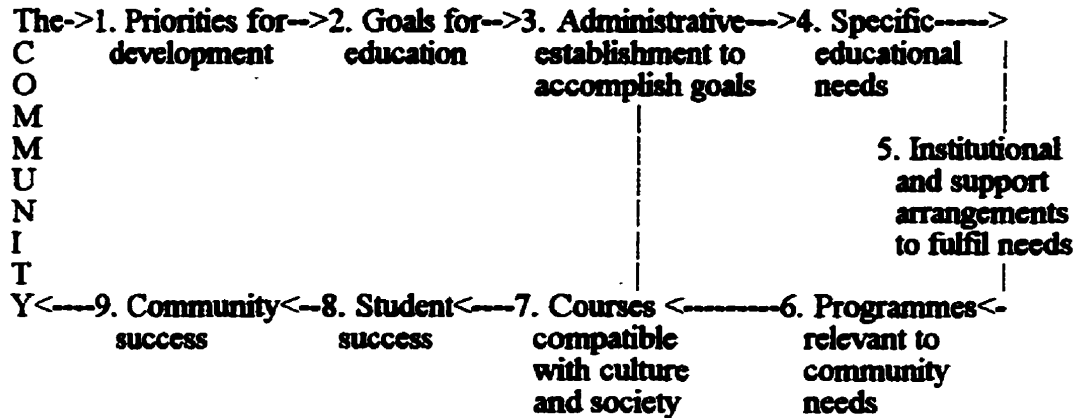 The->1. Priorities for-->2. Goals for-->3. Administrative--->4. Specific----->
C development education establishment to educational
O accomplish goals needs
M
M 5. Institutional
U and support
N arrangements
I to fulfil needs
T
Y<----9. Community<--8. Student<----7. Courses <---------6. Programmes<-
success success compatible relevant to
with culture community
and society needs